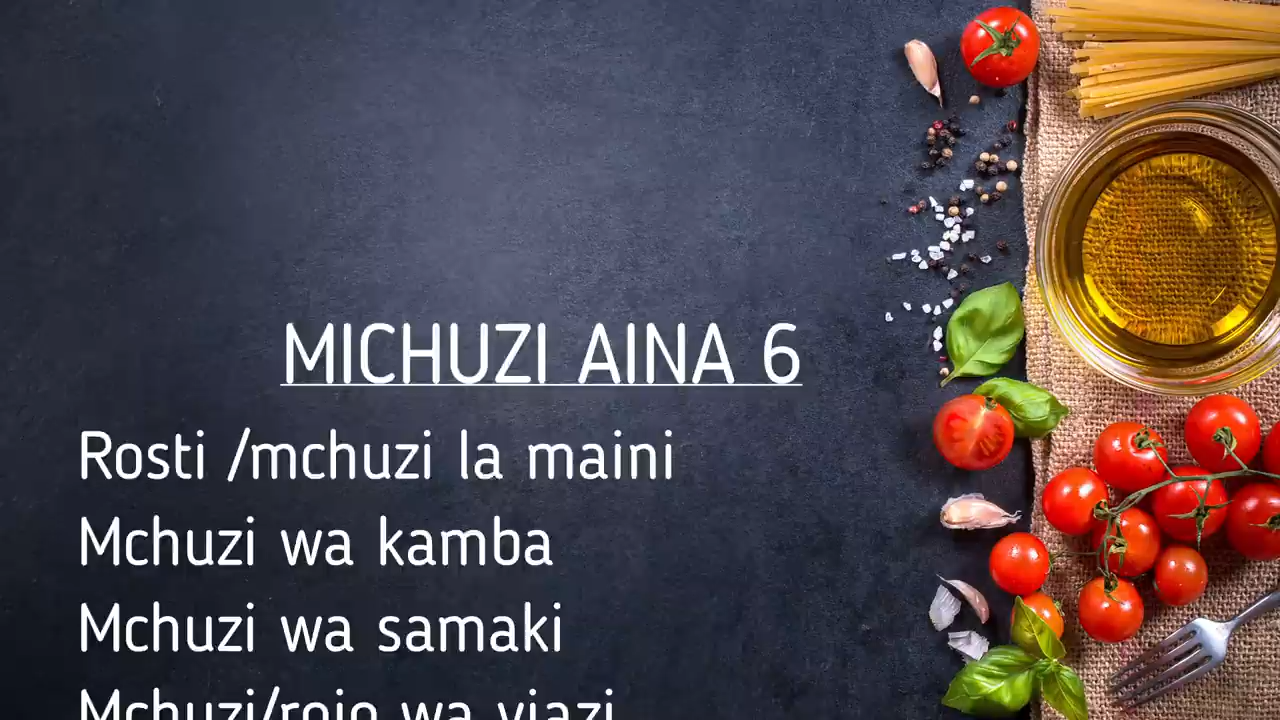 MICHUZI AINA 6
Rosti /mchuzi la maini
Mchuzi wa kamba
Mchuzi wa samaki
Mchuzi/rojo wa viazi